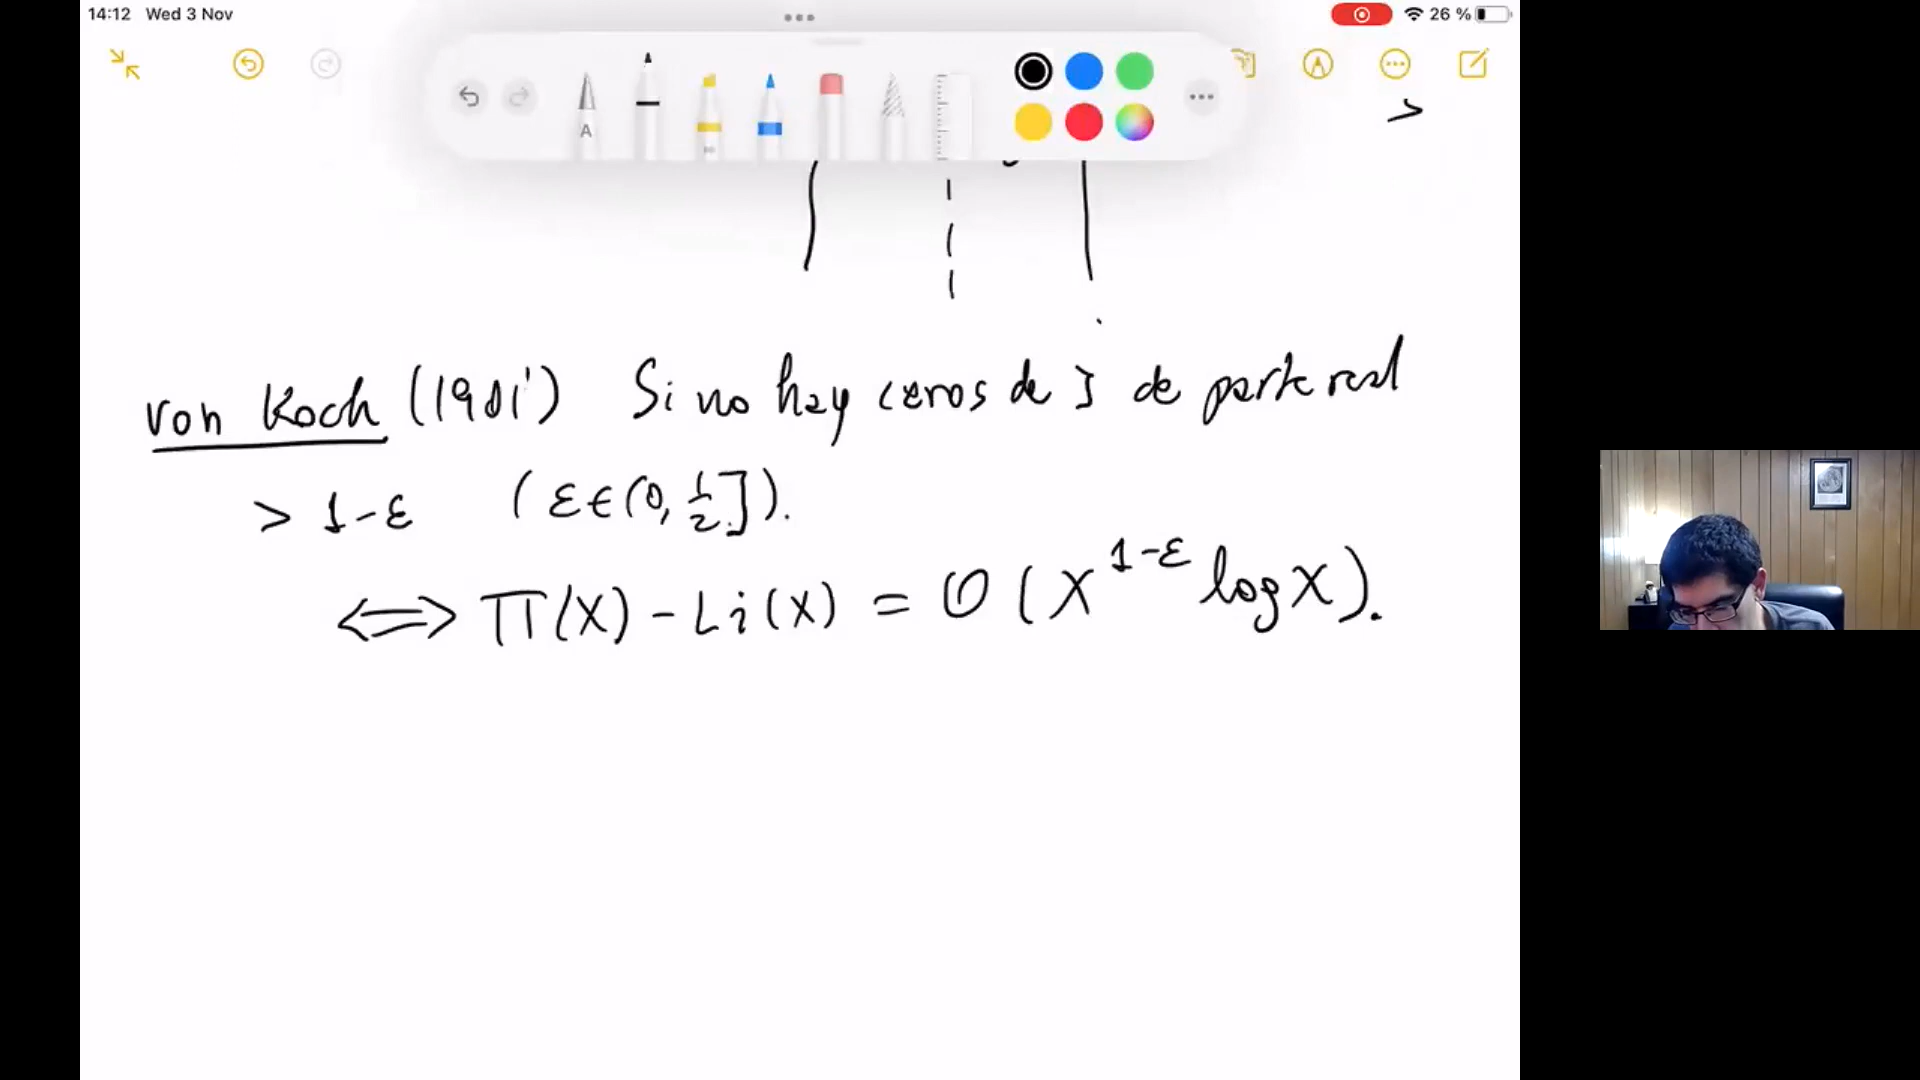 14:12 Wed 3 Nov 26 %
A
>
von Koch (1901) Si no hay ceros de ζ de parte real
> 1-ε (ε∈(0, 1/2]).
⟺ π(x) - Li(x) = O(x^{1-ε} log x).